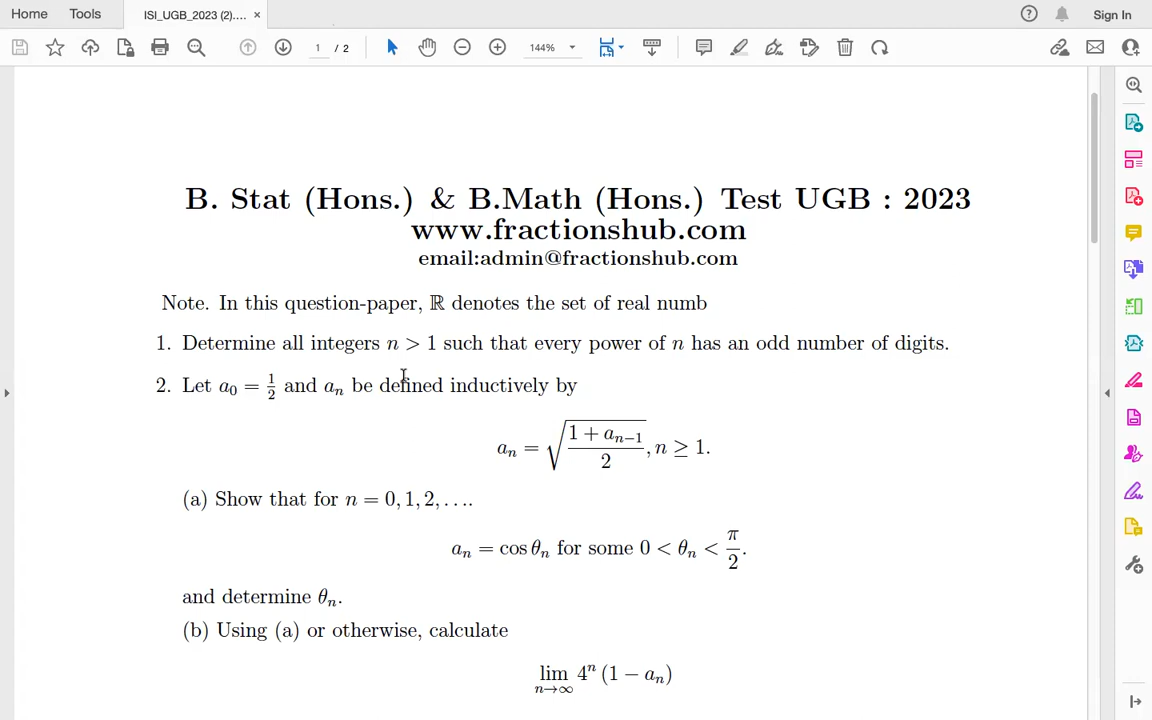 Home Tools ISI_UGB_2023 (2).... × Sign In
1 / 2 144%
B. Stat (Hons.) & B.Math (Hons.) Test UGB : 2023
www.fractionshub.com
email:admin@fractionshub.com
Note. In this question-paper, ℝ denotes the set of real numb
1. Determine all integers n > 1 such that every power of n has an odd number of digits.
2. Let a₀ = 1/2 and aₙ be defined inductively by
aₙ = √((1 + aₙ₋₁)/2), n ≥ 1.
(a) Show that for n = 0, 1, 2, ....
aₙ = cos θₙ for some 0 < θₙ < π/2.
and determine θₙ.
(b) Using (a) or otherwise, calculate
lim n→∞ 4ⁿ (1 − aₙ)